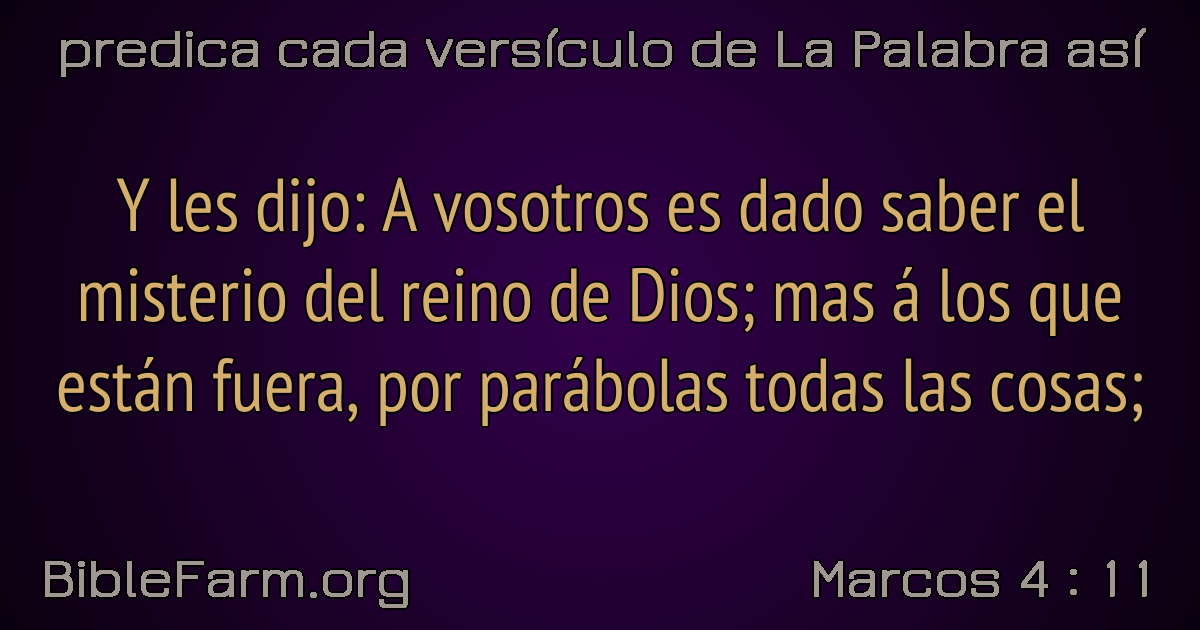 predica cada versículo de La Palabra así
Y les dijo: A vosotros es dado saber el
misterio del reino de Dios; mas á los que
están fuera, por parábolas todas las cosas;
BibleFarm.org
Marcos 4 : 11